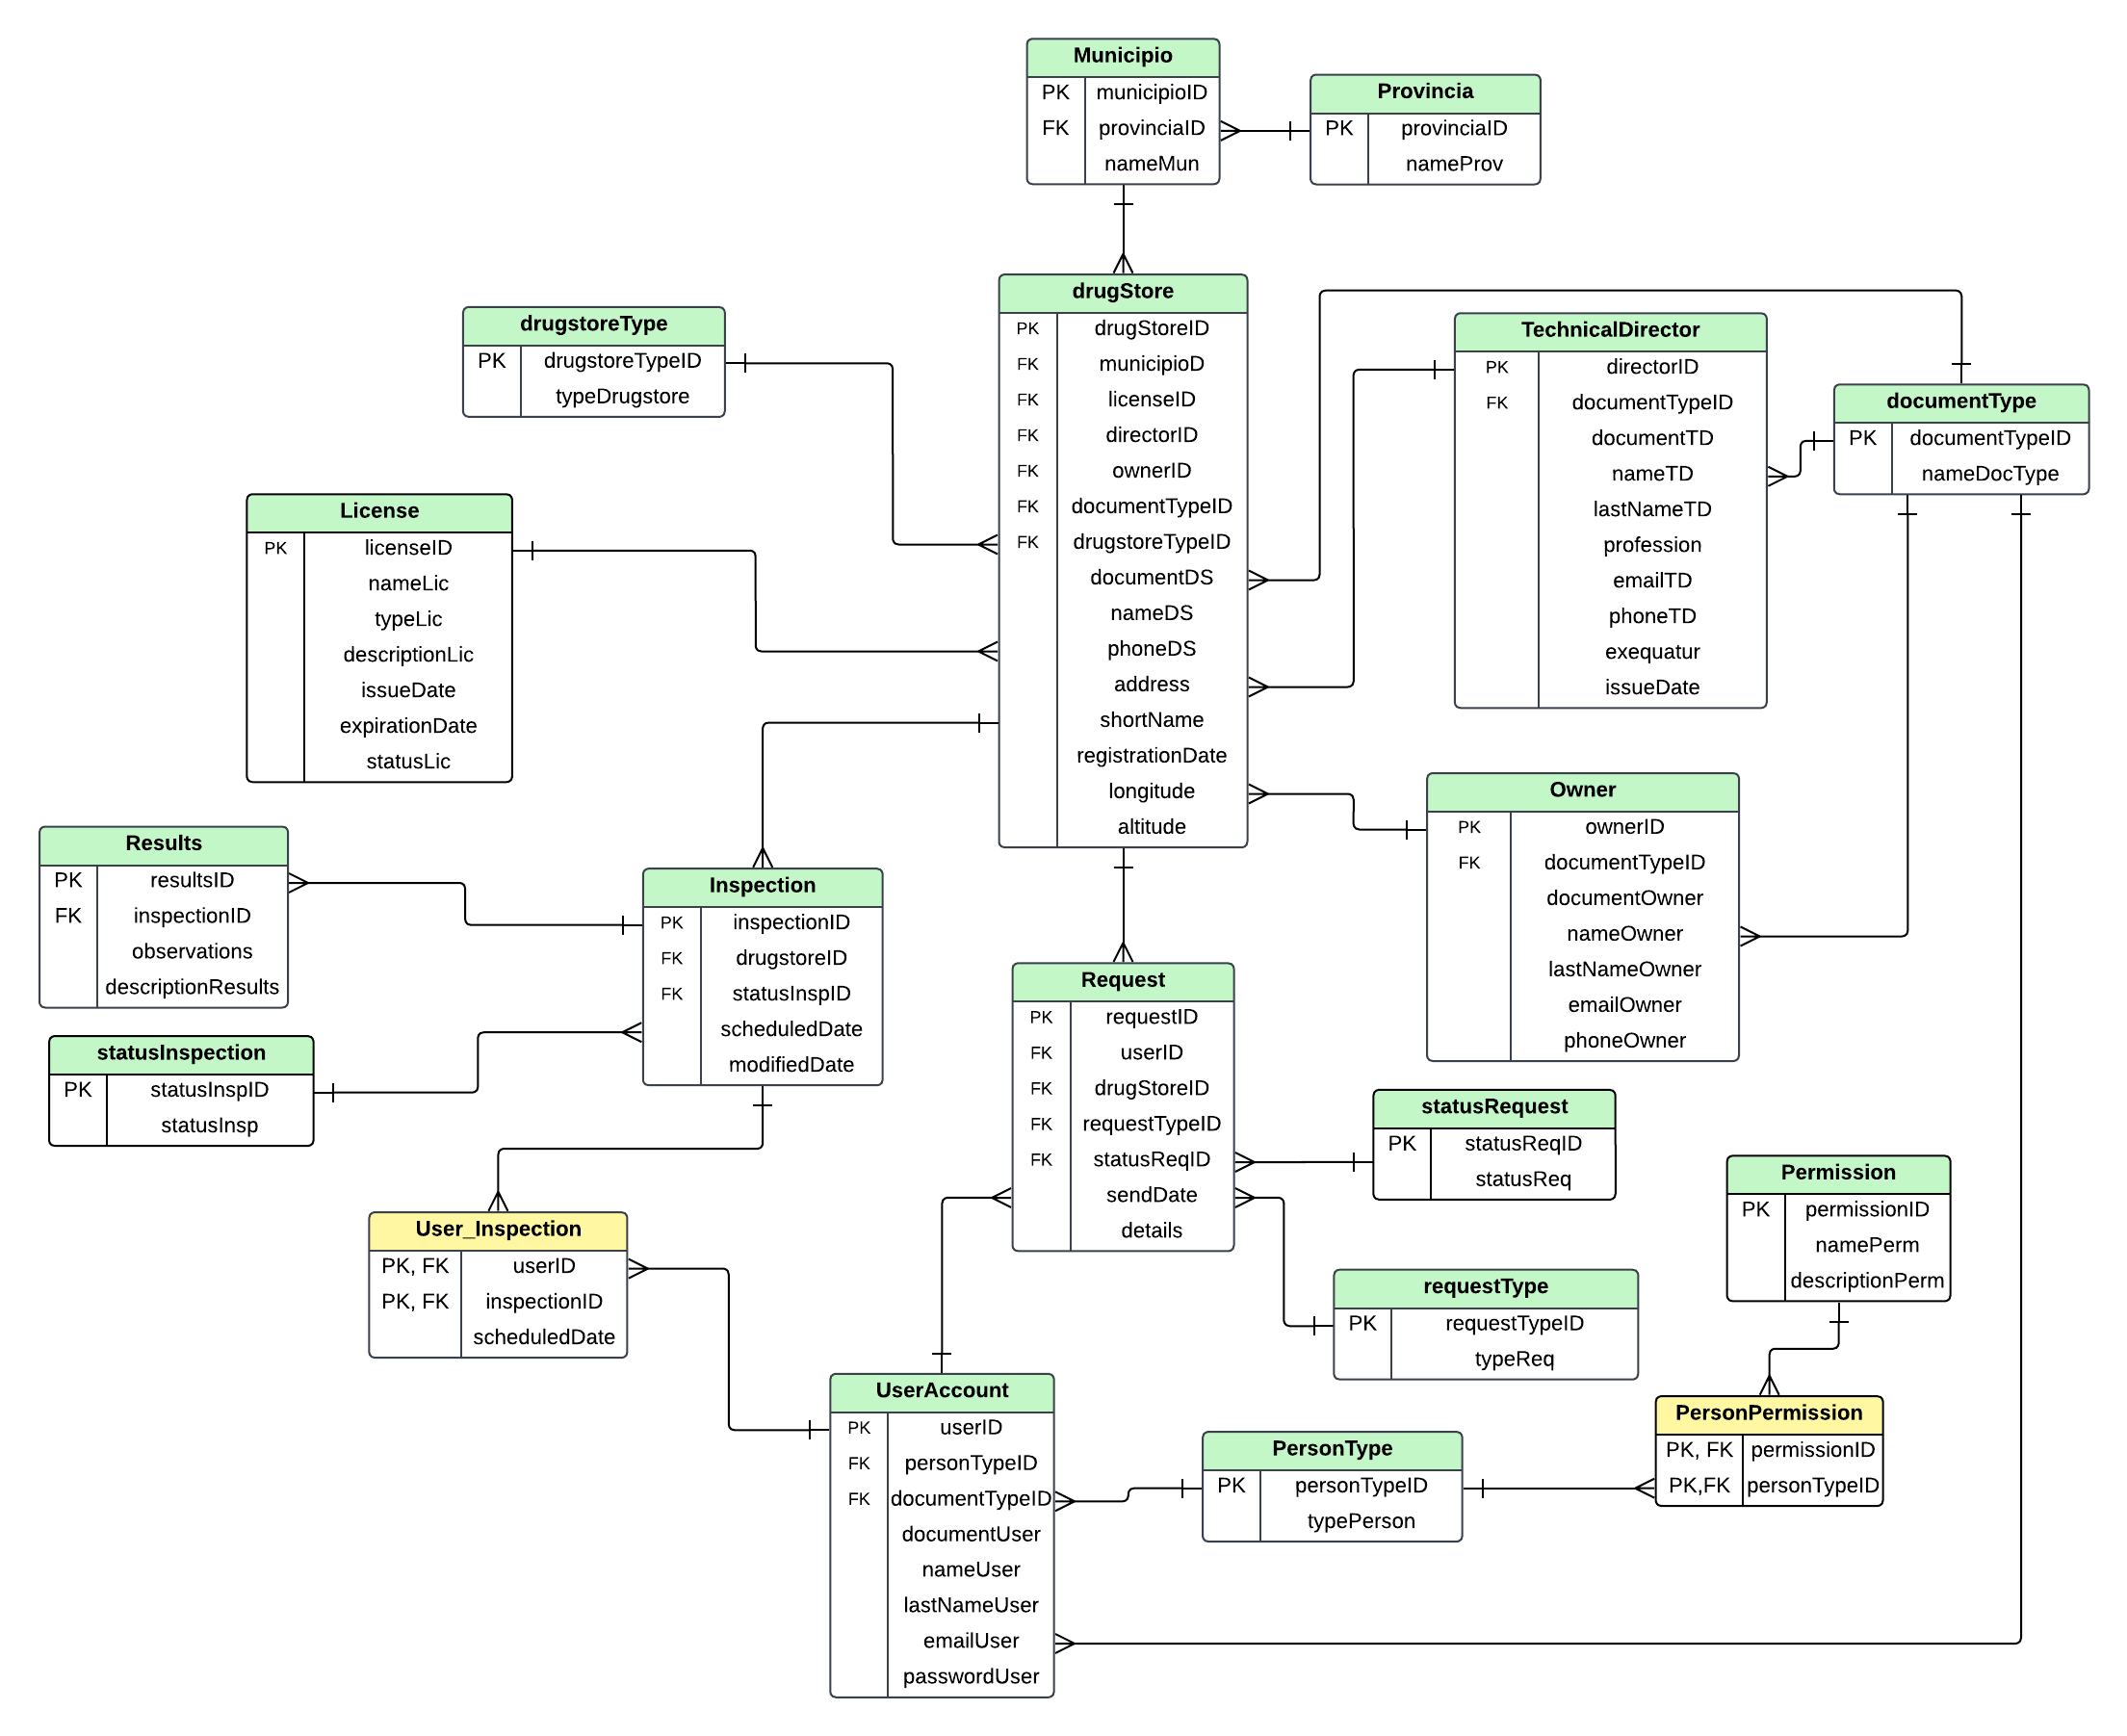 Municipio
PK municipioID
FK provinciaID
nameMun
Provincia
PK provinciaID
nameProv
drugStore
PK drugStoreID
FK municipioD
FK licenseID
FK directorID
FK ownerID
FK documentTypeID
FK drugstoreTypeID
documentDS
nameDS
phoneDS
address
shortName
registrationDate
longitude
altitude
drugstoreType
PK drugstoreTypeID
typeDrugstore
TechnicalDirector
PK directorID
FK documentTypeID
documentTD
nameTD
lastNameTD
profession
emailTD
phoneTD
exequatur
issueDate
documentType
PK documentTypeID
nameDocType
License
PK licenseID
nameLic
typeLic
descriptionLic
issueDate
expirationDate
statusLic
Owner
PK ownerID
FK documentTypeID
documentOwner
nameOwner
lastNameOwner
emailOwner
phoneOwner
Results
PK resultsID
FK inspectionID
observations
descriptionResults
Inspection
PK inspectionID
FK drugstoreID
FK statusInspID
scheduledDate
modifiedDate
Request
PK requestID
FK userID
FK drugStoreID
FK requestTypeID
FK statusReqID
sendDate
details
statusInspection
PK statusInspID
statusInsp
statusRequest
PK statusReqID
statusReq
Permission
PK permissionID
namePerm
descriptionPerm
User_Inspection
PK, FK userID
PK, FK inspectionID
scheduledDate
requestType
PK requestTypeID
typeReq
UserAccount
PK userID
FK personTypeID
FK documentTypeID
documentUser
nameUser
lastNameUser
emailUser
passwordUser
PersonType
PK personTypeID
typePerson
PersonPermission
PK, FK permissionID
PK,FK personTypeID